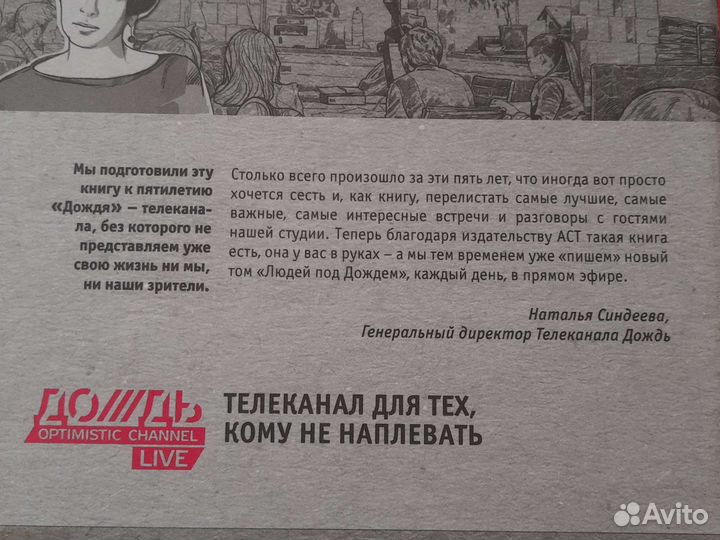 Мы подготовили эту
книгу к пятилетию
«Дождя» – телекана-
ла, без которого не
представляем уже
свою жизнь ни мы,
ни наши зрители.
Столько всего произошло за эти пять лет, что иногда вот просто
хочется сесть и, как книгу, перелистать самые лучшие, самые
важные, самые интересные встречи и разговоры с гостями
нашей студии. Теперь благодаря издательству АСТ такая книга
есть, она у вас в руках – а мы тем временем уже «пишем» новый
том «Людей под Дождем», каждый день, в прямом эфире.
Наталья Синдеева,
Генеральный директор Телеканала Дождь
ДОЖДЬ
OPTIMISTIC CHANNEL
LIVE
ТЕЛЕКАНАЛ ДЛЯ ТЕХ,
КОМУ НЕ НАПЛЕВАТЬ
Avito